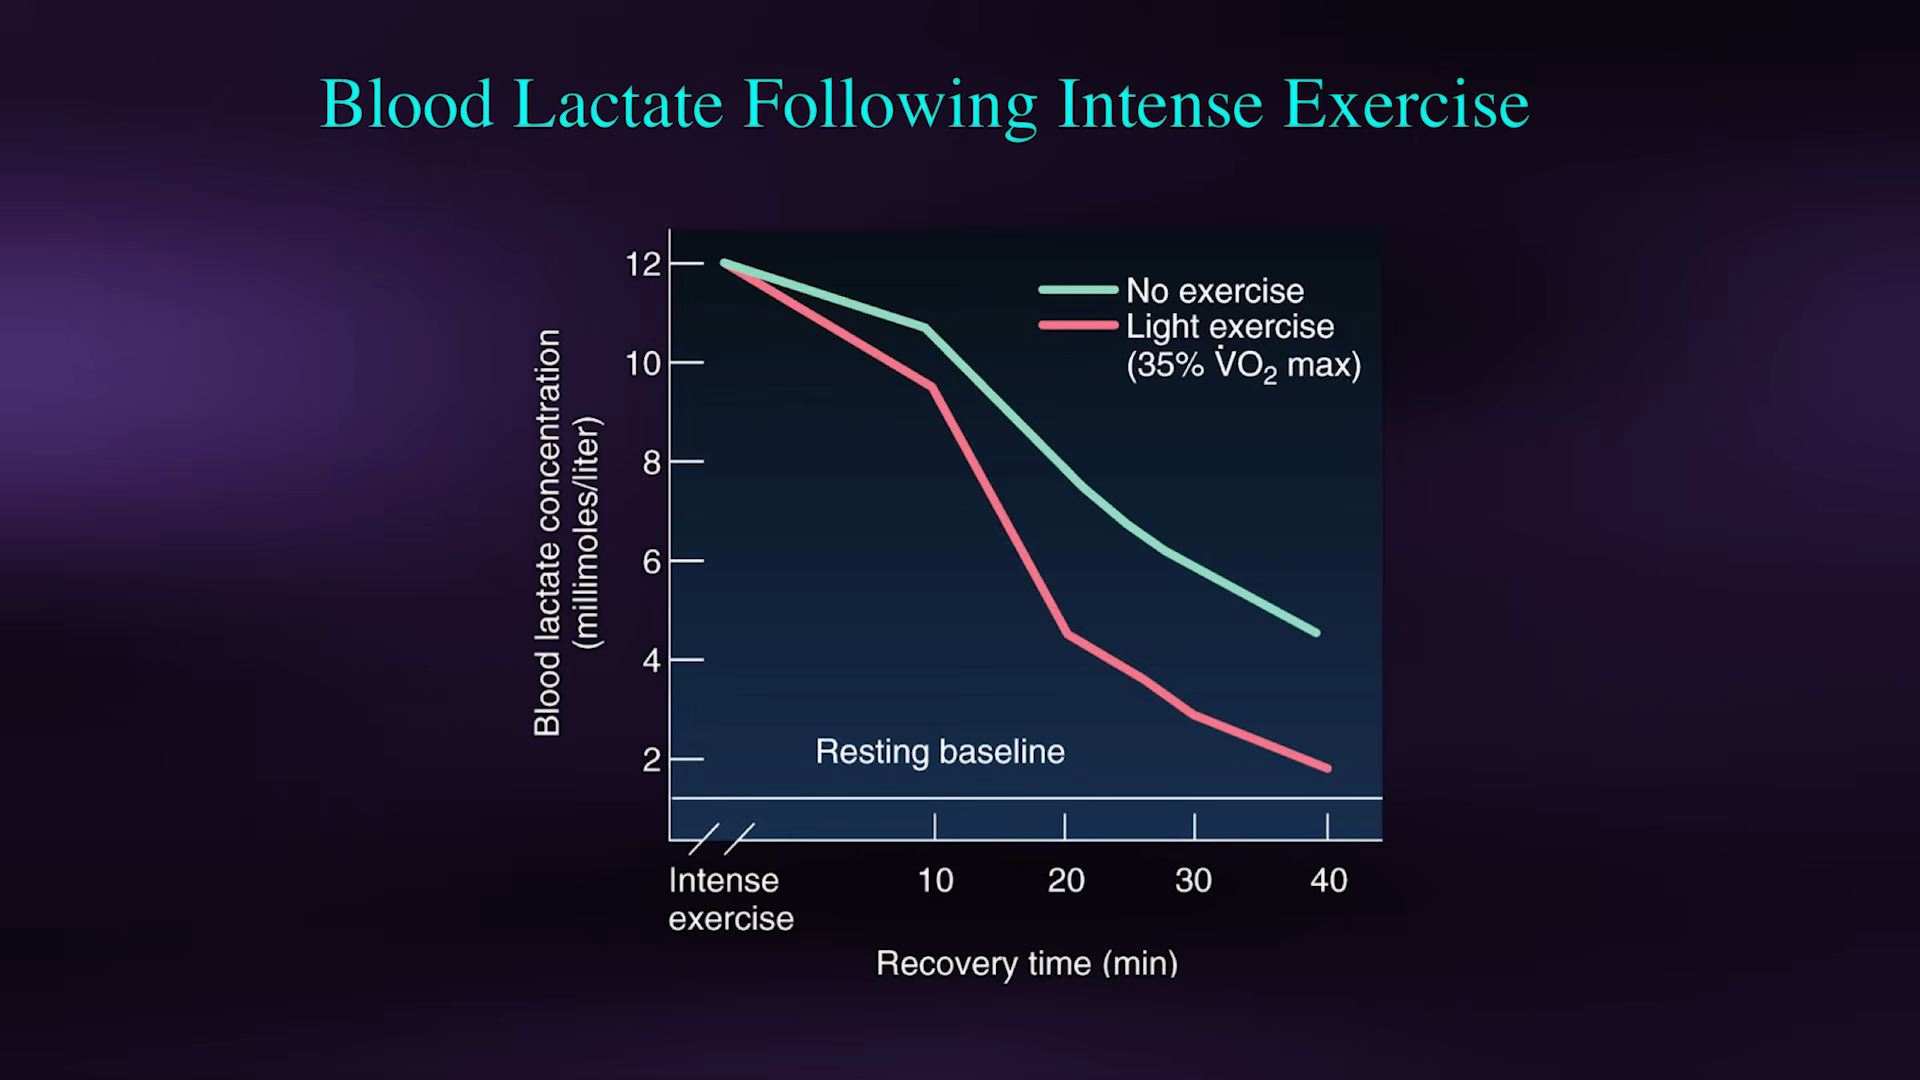 Blood Lactate Following Intense Exercise
Blood lactate concentration
(millimoles/liter)
12
10
8
6
4
2
No exercise
Light exercise
(35% V̇O₂ max)
Resting baseline
Intense
exercise
10
20
30
40
Recovery time (min)